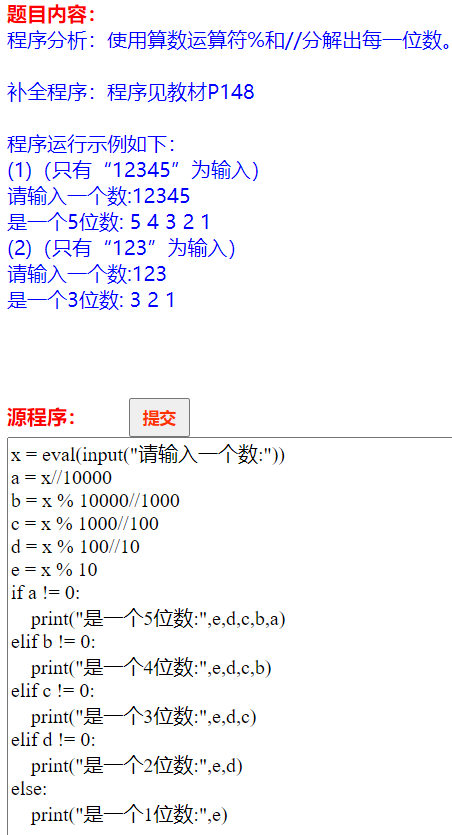 题目内容：
程序分析：使用算数运算符%和//分解出每一位数。
补全程序：程序见教材P148
程序运行示例如下：
(1)（只有“12345”为输入）
请输入一个数:12345
是一个5位数: 5 4 3 2 1
(2)（只有“123”为输入）
请输入一个数:123
是一个3位数: 3 2 1
源程序： 提交
x = eval(input("请输入一个数:"))
a = x//10000
b = x % 10000//1000
c = x % 1000//100
d = x % 100//10
e = x % 10
if a != 0:
    print("是一个5位数:",e,d,c,b,a)
elif b != 0:
    print("是一个4位数:",e,d,c,b)
elif c != 0:
    print("是一个3位数:",e,d,c)
elif d != 0:
    print("是一个2位数:",e,d)
else:
    print("是一个1位数:",e)